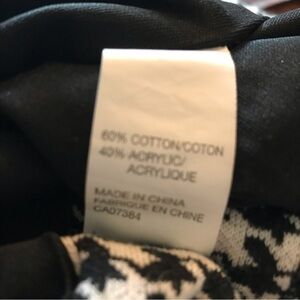 60% COTTON/COTON
40% ACRYLIC/
ACRYLIQUE
MADE IN CHINA
FABRIQUE EN CHINE
CA07384